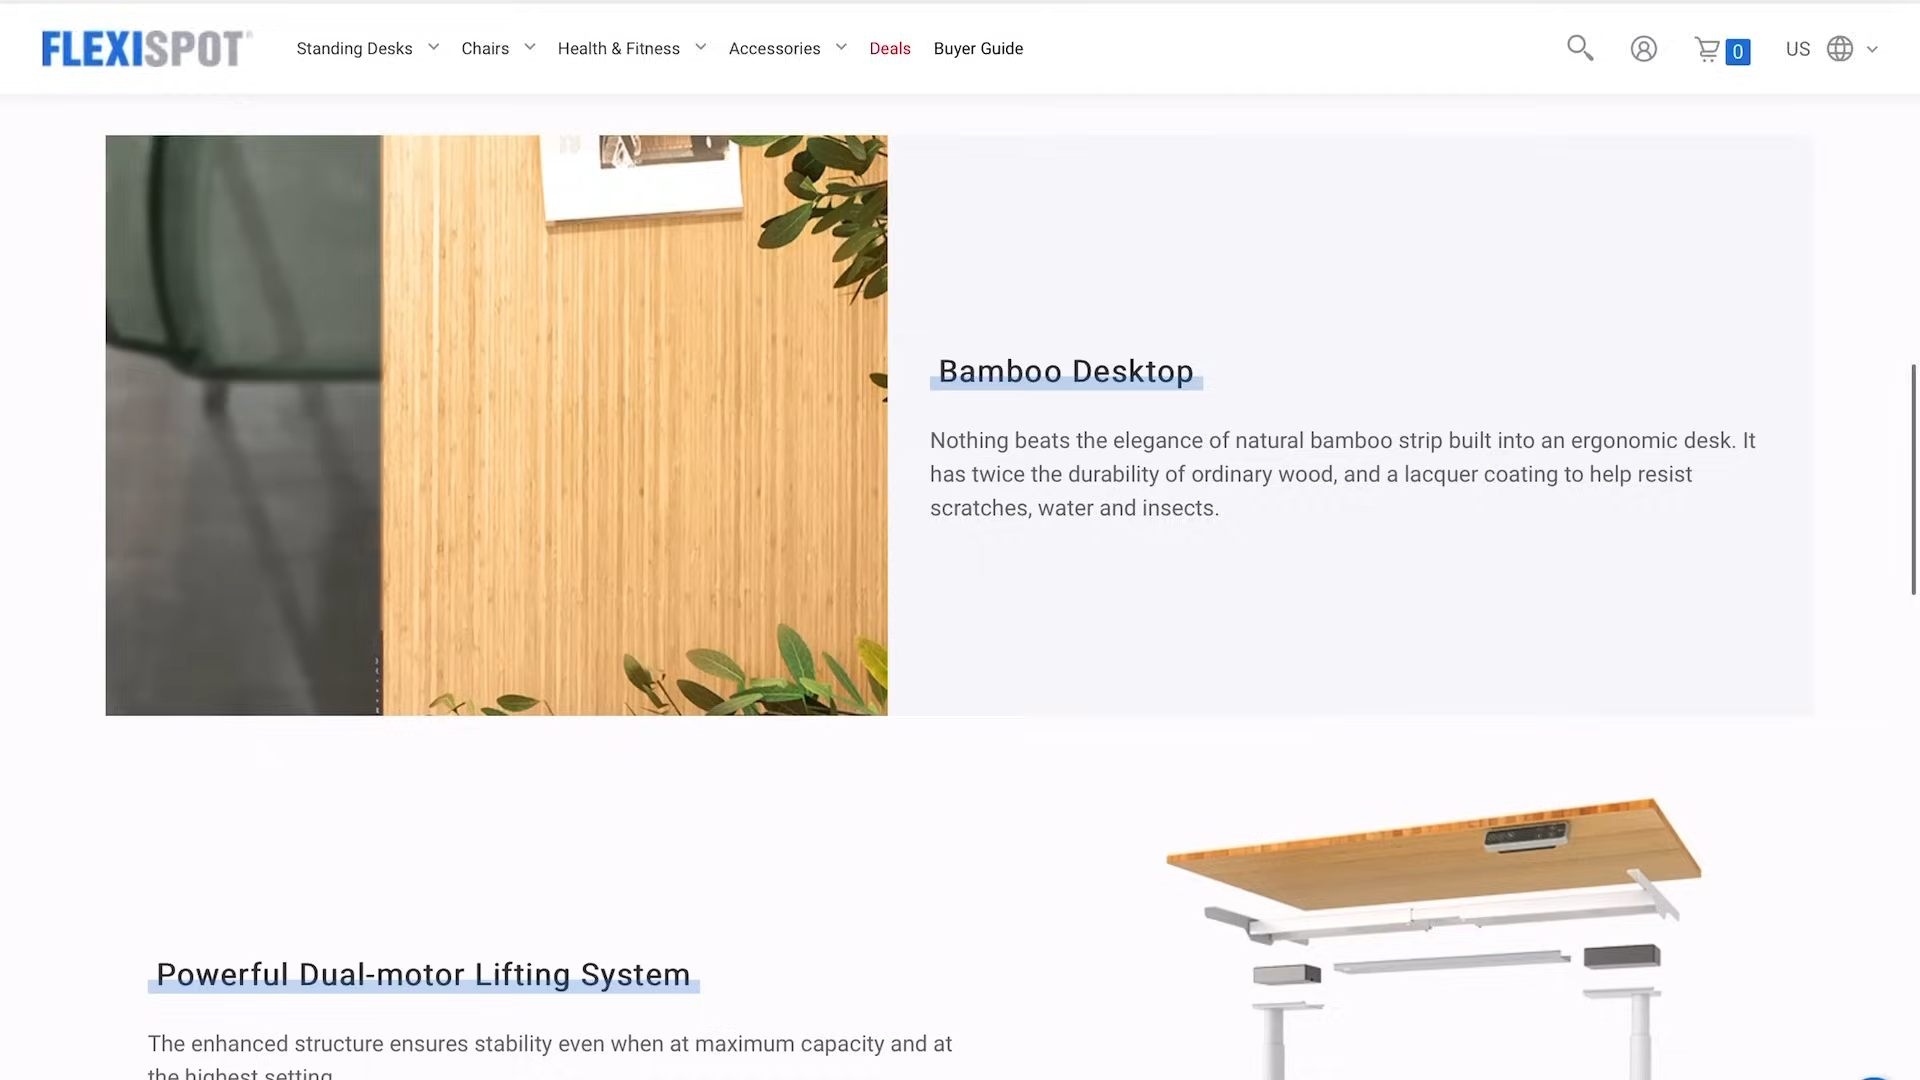 FLEXISPOT
Standing Desks Chairs Health & Fitness Accessories Deals Buyer Guide
0 US
Bamboo Desktop
Nothing beats the elegance of natural bamboo strip built into an ergonomic desk. It
has twice the durability of ordinary wood, and a lacquer coating to help resist
scratches, water and insects.
Powerful Dual-motor Lifting System
The enhanced structure ensures stability even when at maximum capacity and at
the highest setting.